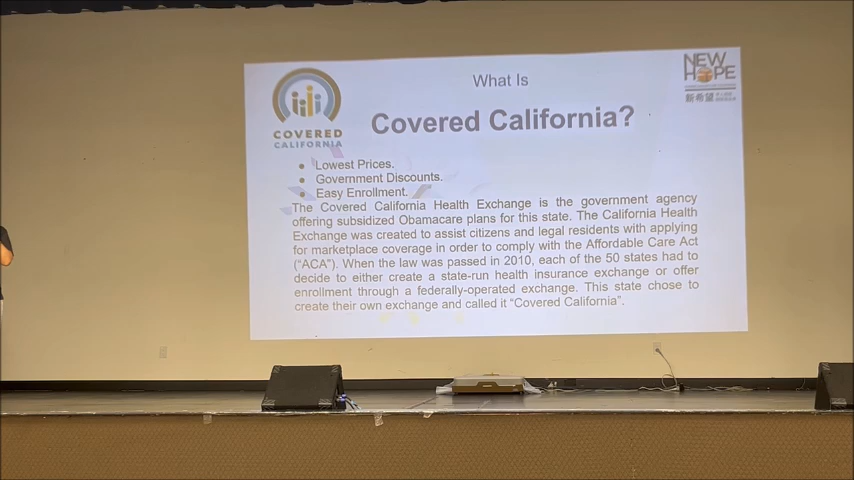 What Is
Covered California?
COVERED
CALIFORNIA
NEW
HOPE
新希望
• Lowest Prices.
• Government Discounts.
• Easy Enrollment.
The Covered California Health Exchange is the government agency
offering subsidized Obamacare plans for this state. The California Health
Exchange was created to assist citizens and legal residents with applying
for marketplace coverage in order to comply with the Affordable Care Act
("ACA"). When the law was passed in 2010, each of the 50 states had to
decide to either create a state-run health insurance exchange or offer
enrollment through a federally-operated exchange. This state chose to
create their own exchange and called it "Covered California".